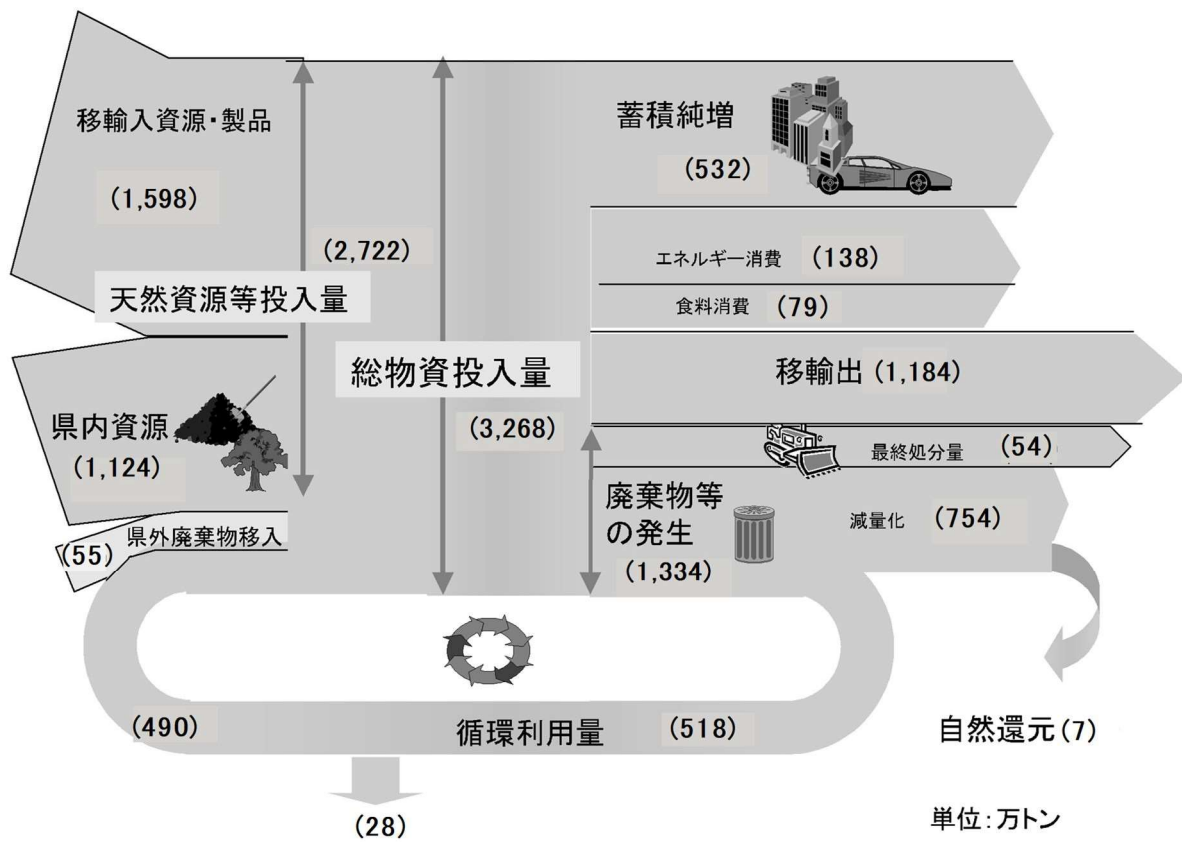 移輸入資源・製品
(1,598)
天然資源等投入量
(2,722)
県内資源
(1,124)
県外廃棄物移入
(55)
総物資投入量
(3,268)
蓄積純増
(532)
エネルギー消費 (138)
食料消費 (79)
移輸出 (1,184)
最終処分量 (54)
廃棄物等
の発生
(1,334)
減量化 (754)
(490) 循環利用量 (518)
自然還元 (7)
(28)
単位:万トン